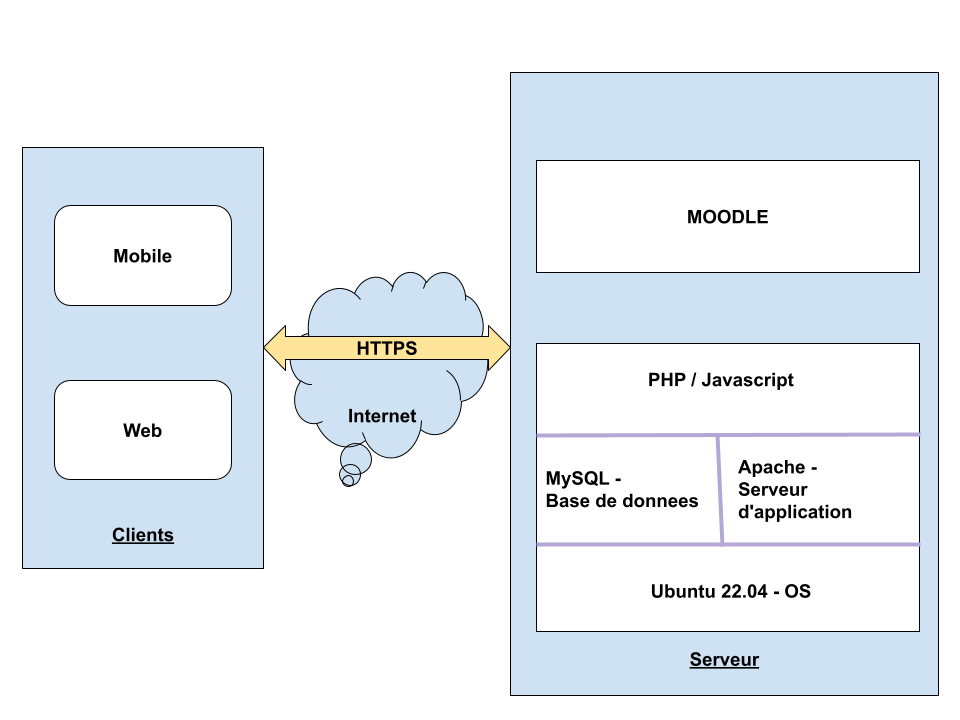 Mobile
Web
Clients
HTTPS
Internet
MOODLE
PHP / Javascript
MySQL -
Base de donnees
Apache -
Serveur
d'application
Ubuntu 22.04 - OS
Serveur